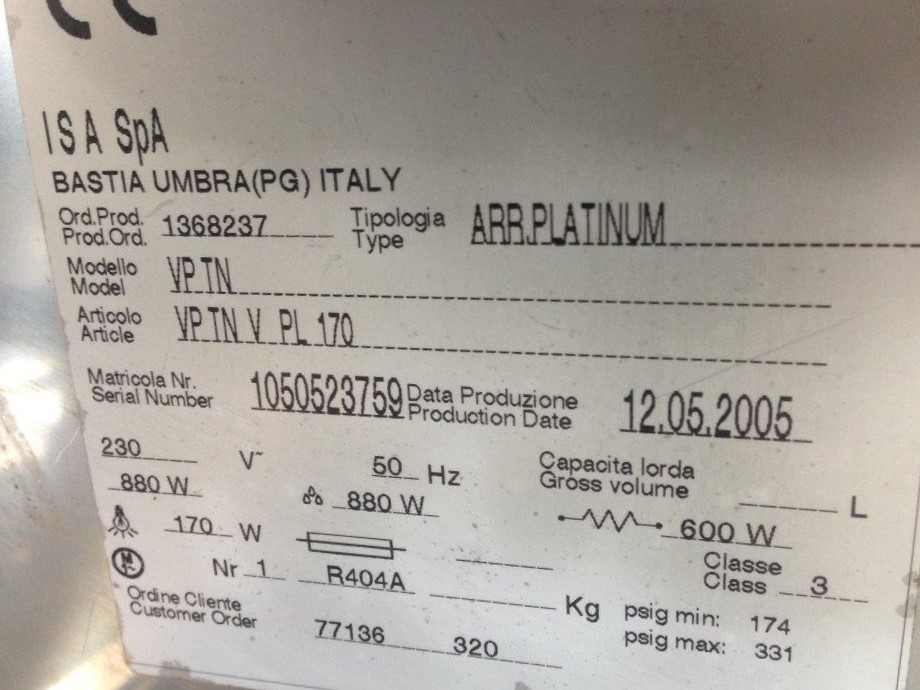 CE
ISA SpA
BASTIA UMBRA(PG) ITALY
Ord.Prod. 1368237 Tipologia ARR.PLATINUM
Prod.Ord. Type
Modello VP TN
Model
Articolo VP TN V PL 170
Article
Matricola Nr. 1050523759 Data Produzione 12.05.2005
Serial Number Production Date
230 V~ 50 Hz Capacita lorda
Gross volume L
880 W 880 W 600 W
170 W Classe
Class 3
Nr 1 R404A Kg psig min: 174
Ordine Cliente psig max: 331
Customer Order 77136 320